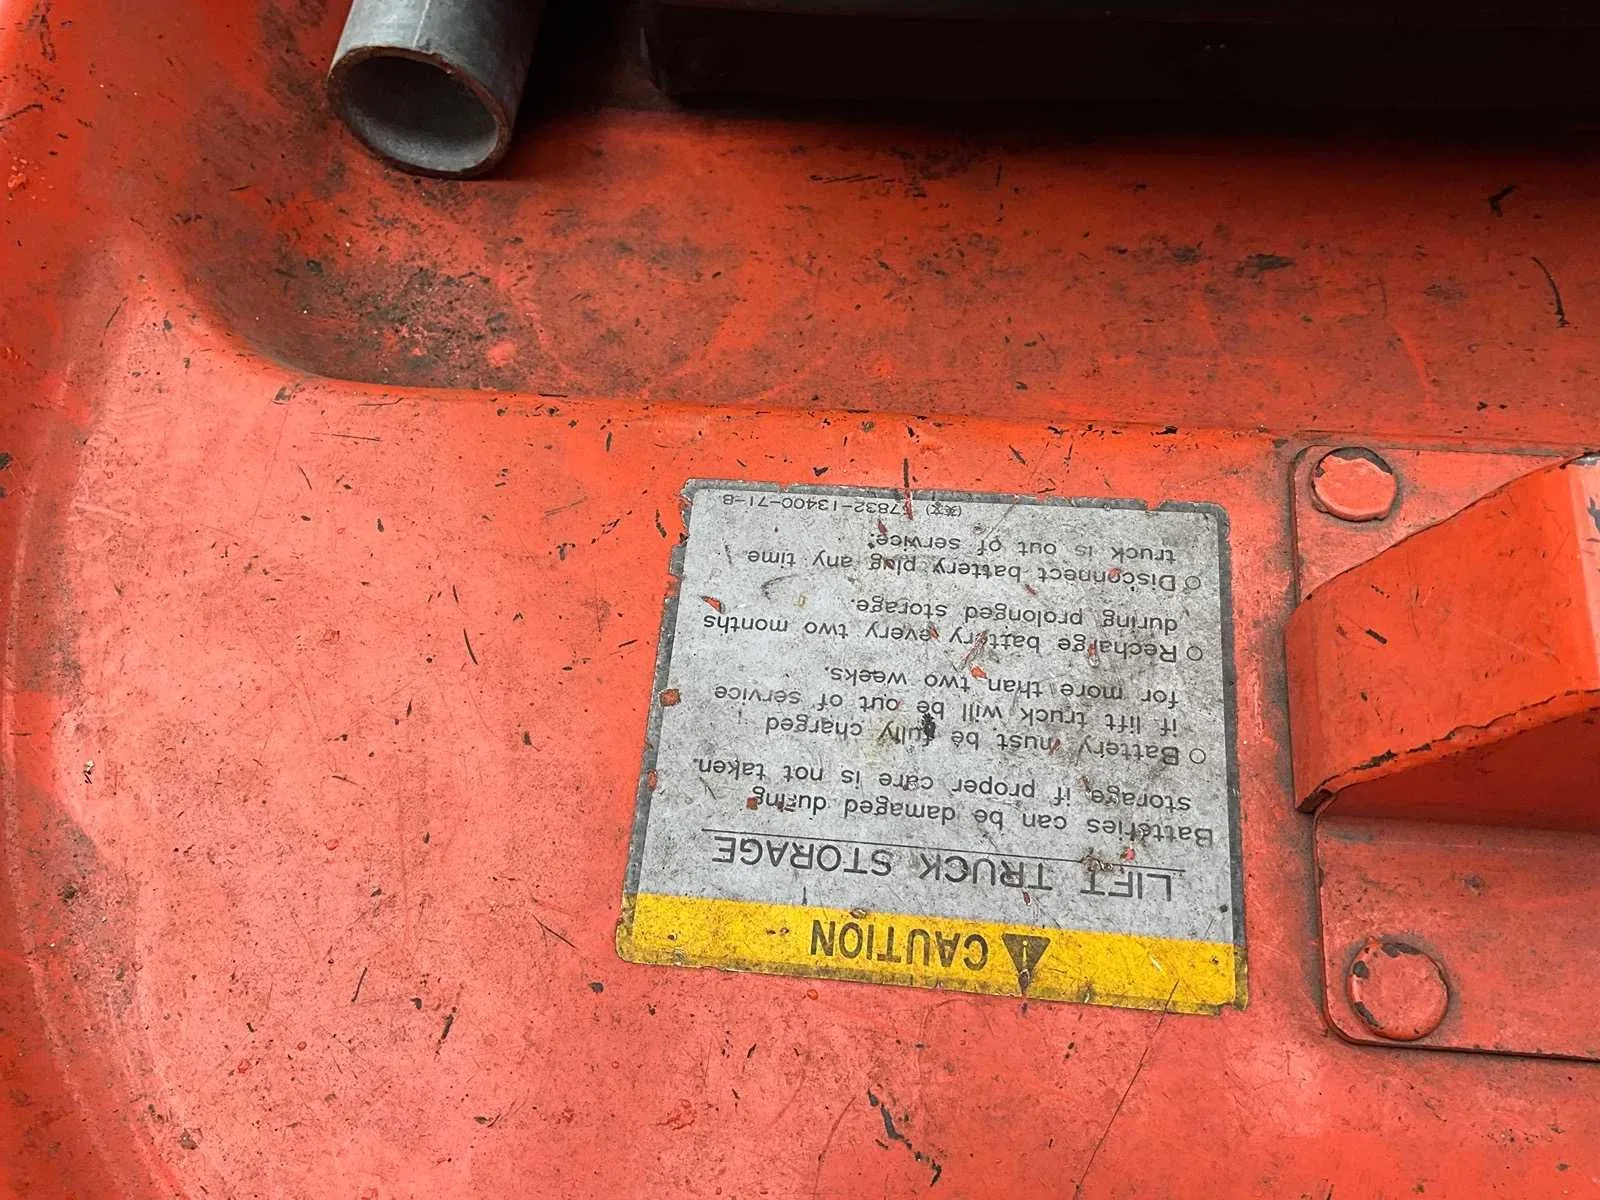 CAUTION
LIFT TRUCK STORAGE
Batteries can be damaged during
storage, if proper care is not taken.
○ Battery must be fully charged
if lift truck will be out of service
for more than two weeks.
○ Recharge battery every two months
during prolonged storage.
○ Disconnect battery plug any time
truck is out of service.
(英文) 57832-13400-71-B